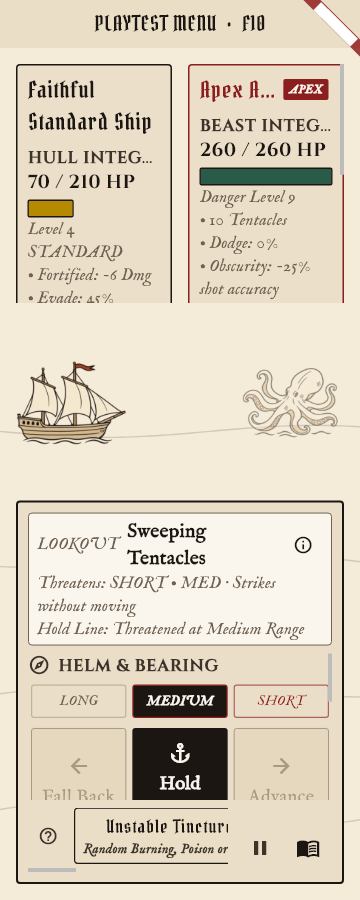 PLAYTEST MENU · F10
Faithful
Standard Ship
HULL INTEG...
70 / 210 HP
Level 4
STANDARD
• Fortified: -6 Dmg
• Evade: 45%
Apex A... APEX
BEAST INTEG...
260 / 260 HP
Danger Level 9
• 10 Tentacles
• Dodge: 0%
• Obscurity: -25%
shot accuracy
LOOKOUT Sweeping
Tentacles
Threatens: SHORT • MED · Strikes
without moving
Hold Line: Threatened at Medium Range
HELM & BEARING
LONG MEDIUM SHORT
Fall Back Hold Advance
Unstable Tincture
Random Burning, Poison or